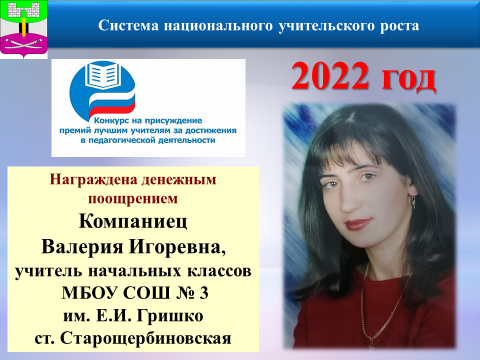 Система национального учительского роста
2022 год
Конкурс на присуждение
премий лучшим учителям за достижения
в педагогической деятельности
Награждена денежным
поощрением
Компаниец
Валерия Игоревна,
учитель начальных классов
МБОУ СОШ № 3
им. Е.И. Гришко
ст. Старощербиновская